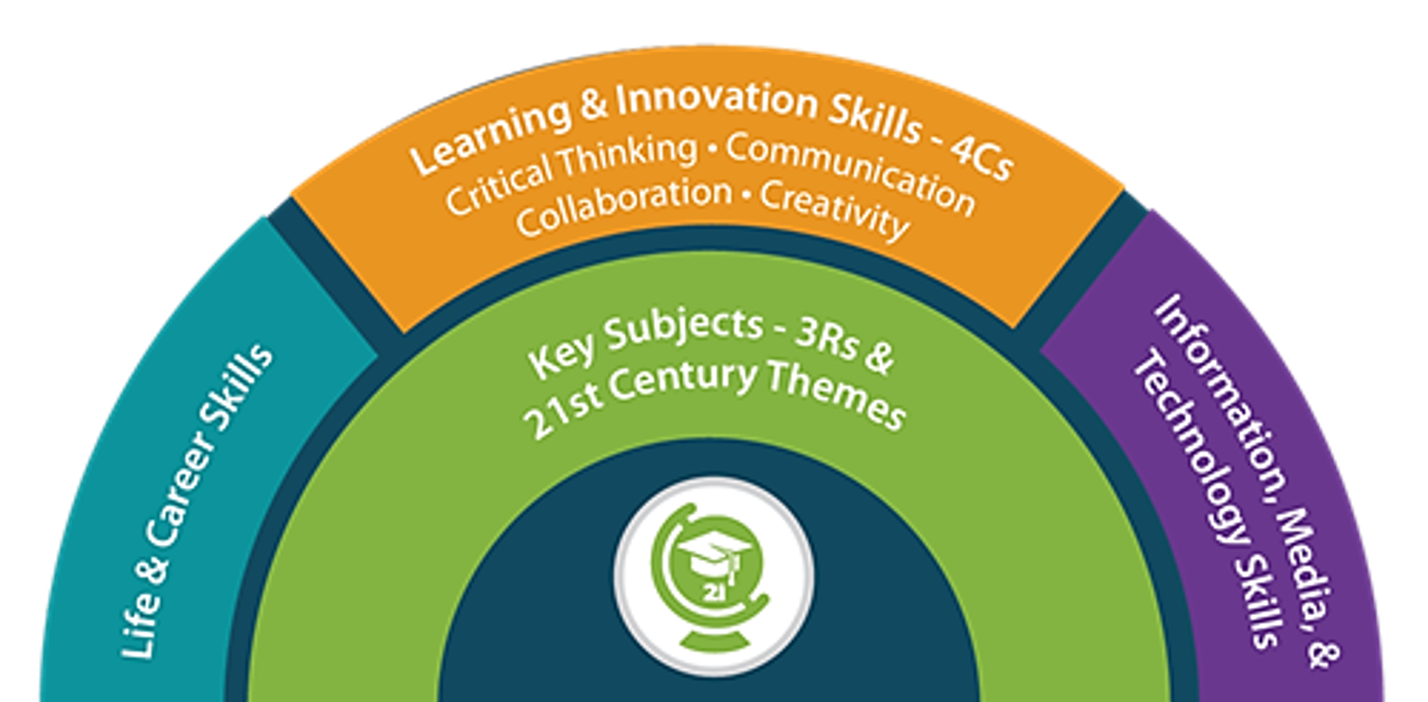 Learning & Innovation Skills - 4Cs
Critical Thinking • Communication
Collaboration • Creativity
Life & Career Skills
Key Subjects - 3Rs &
21st Century Themes
Information, Media, &
Technology Skills
21